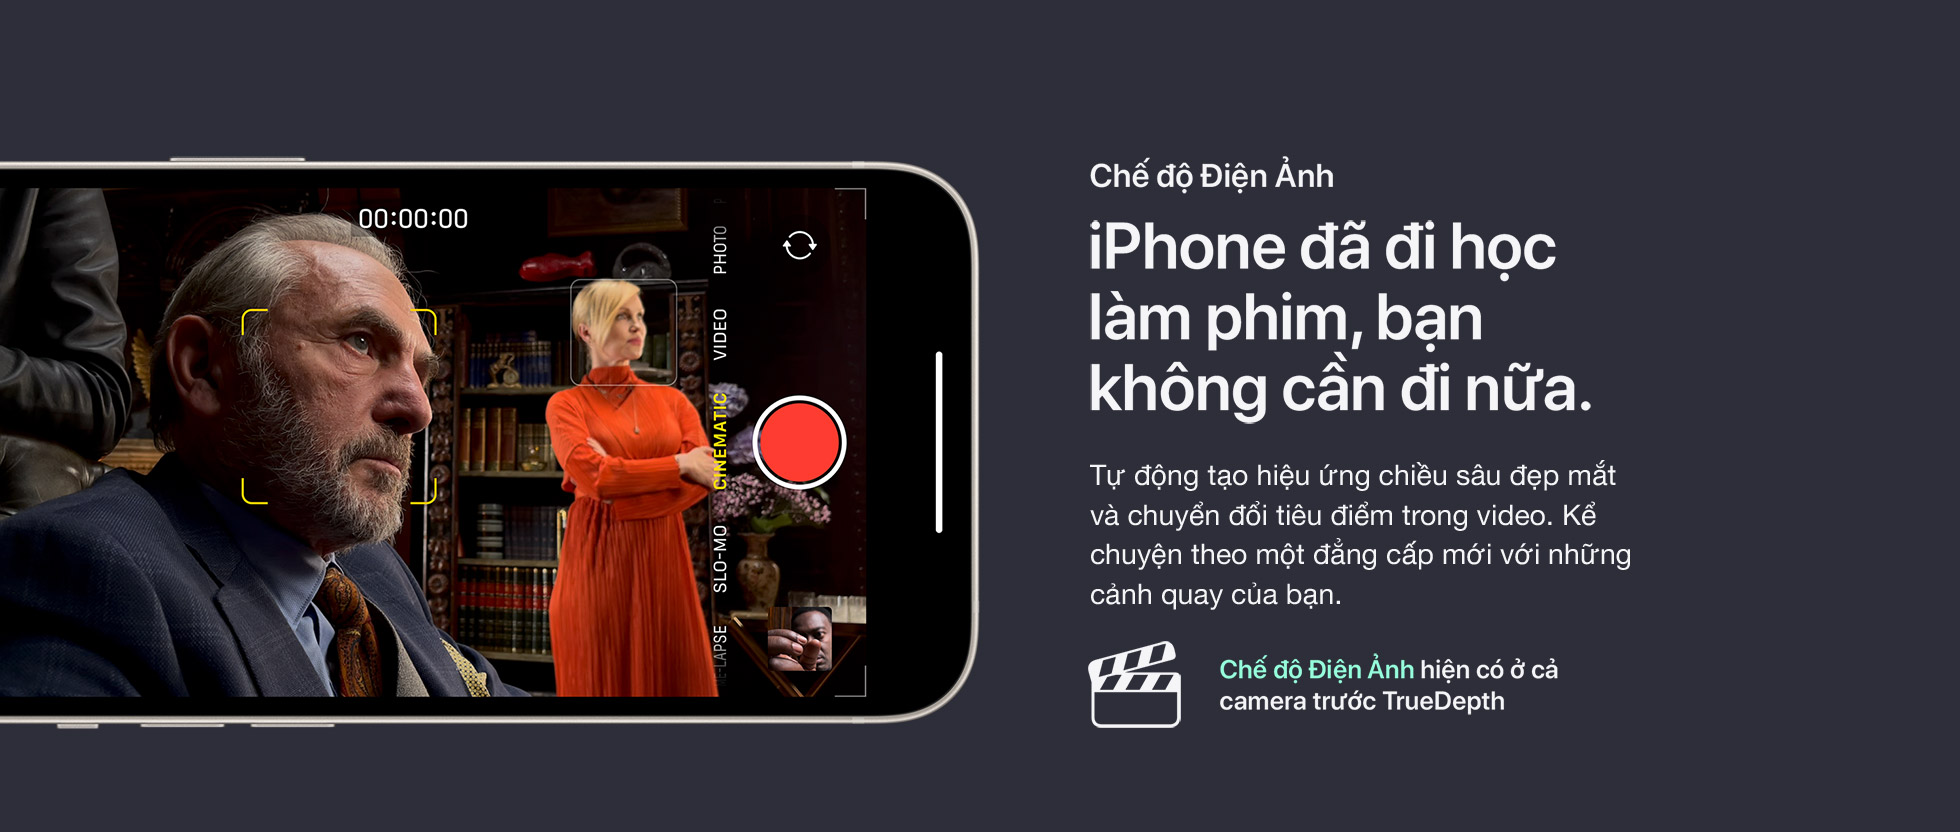 00:00:00
PHOTO
VIDEO
CINEMATIC
SLO-MO
Chế độ Điện Ảnh
iPhone đã đi học
làm phim, bạn
không cần đi nữa.
Tự động tạo hiệu ứng chiều sâu đẹp mắt
và chuyển đổi tiêu điểm trong video. Kể
chuyện theo một đẳng cấp mới với những
cảnh quay của bạn.
Chế độ Điện Ảnh hiện có ở cả
camera trước TrueDepth